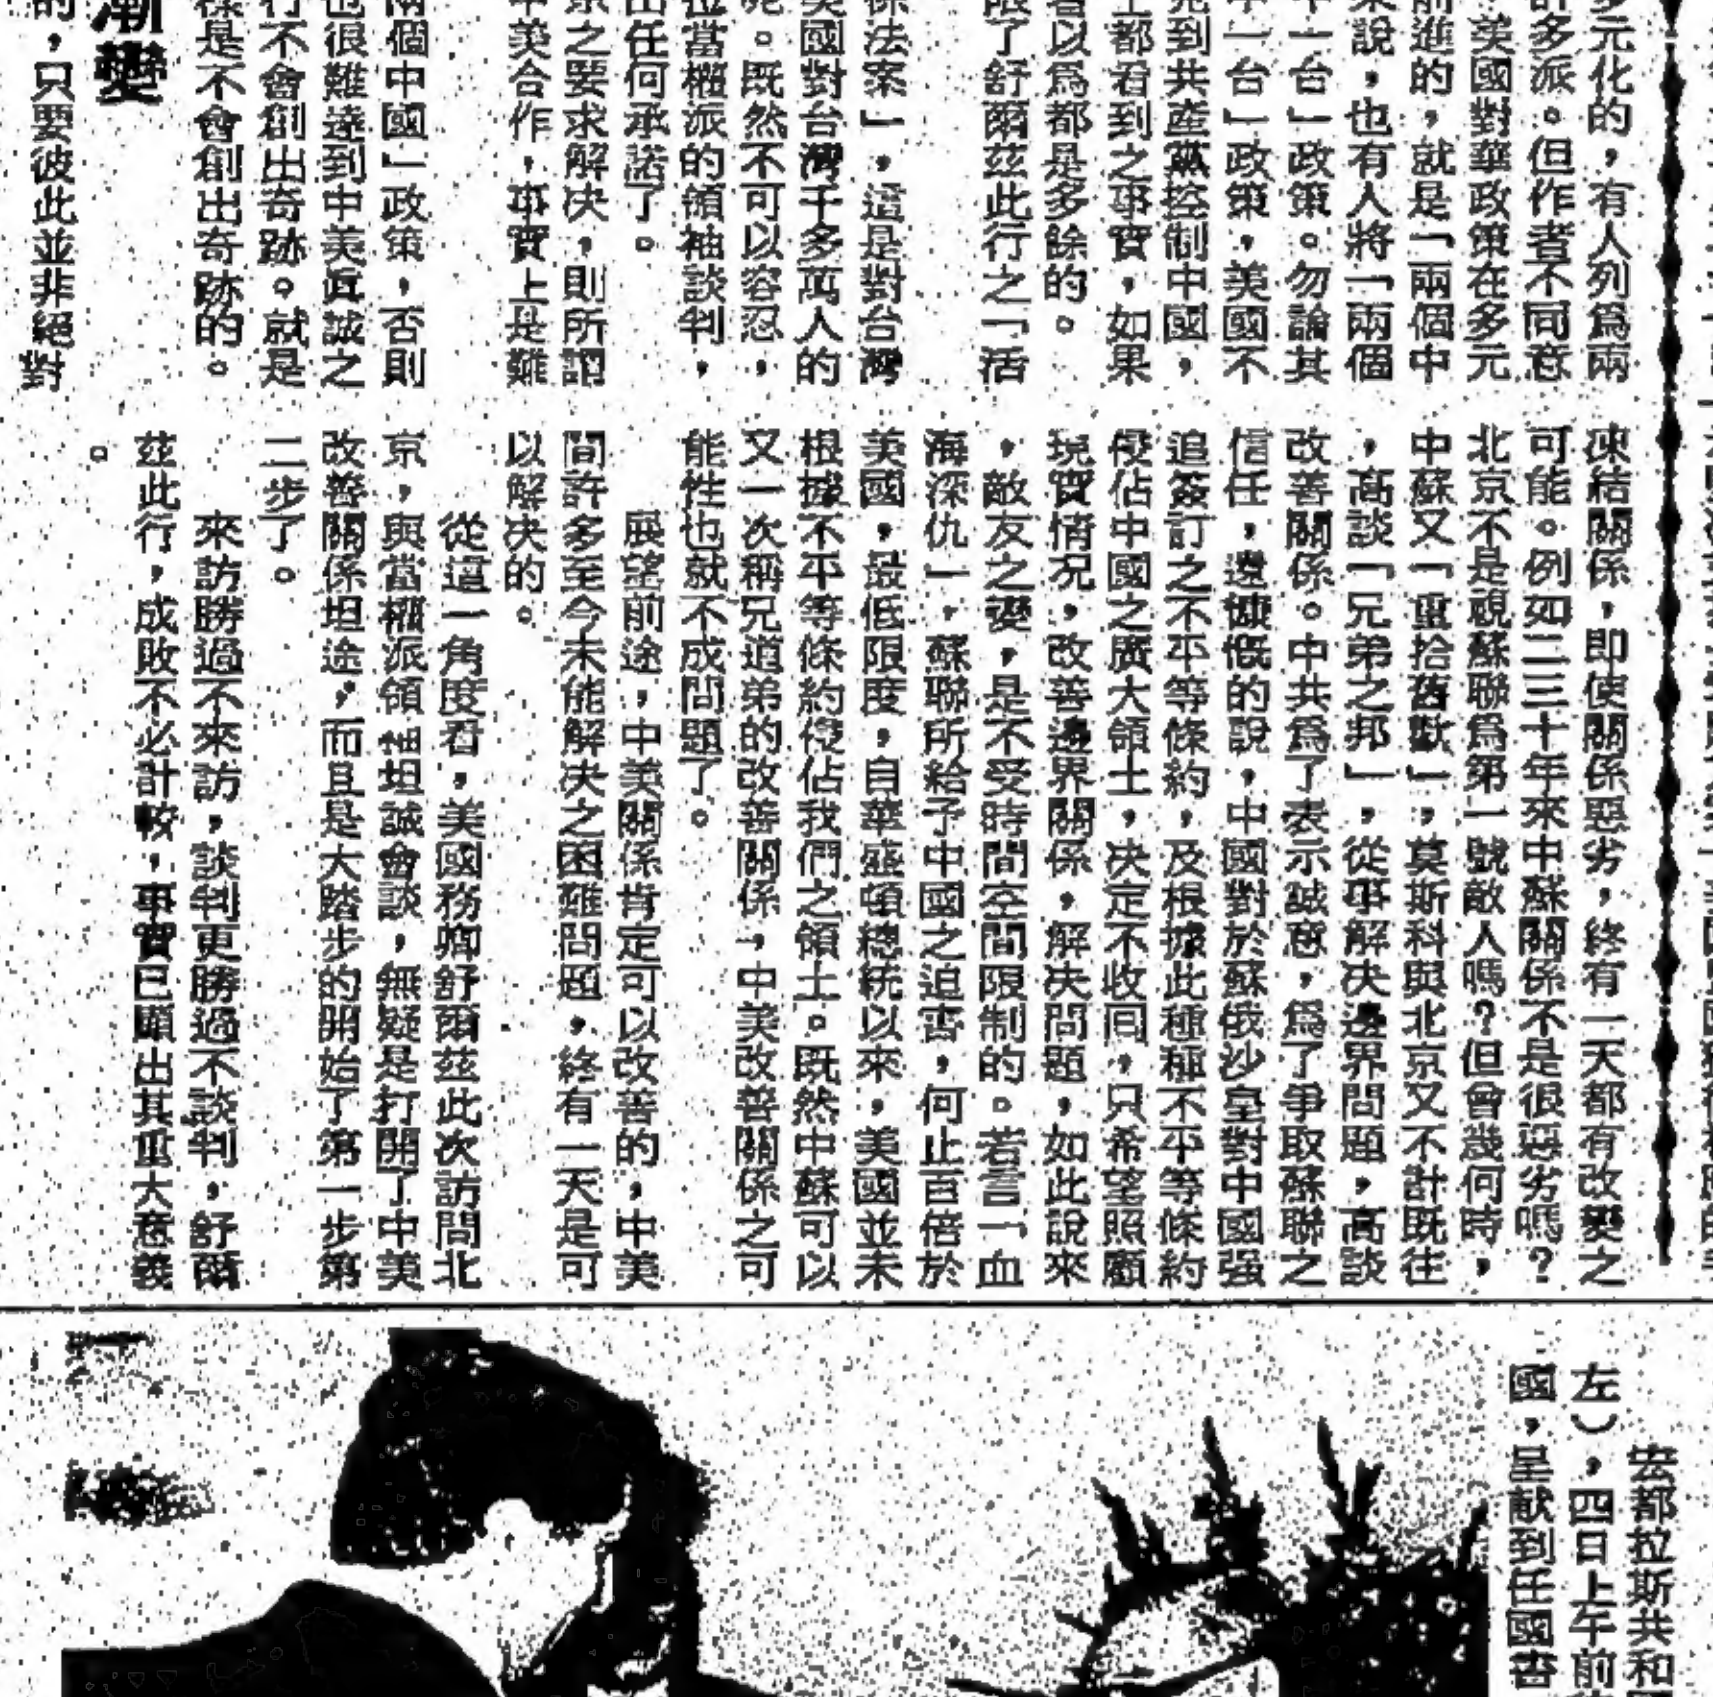 多元化的，有人列爲兩
許多派。但作者不同意
美國對華政策在多元
前進的，就是「兩個中
來說，也有人將「兩個
一台」政策。勿論其
一台」政策，美國不
到共產黨控制中國，
都看到之事實，如果
以爲都是多餘的。
了舒爾茲此行之「活
係法案」，這是對台灣
美國對台灣千多萬人的
。既然不可以容忍，
當權派的領袖談判，
出任何承諾了。
之要求解決，則所謂
中美合作，事實上是難
兩個中國」政策，否則
也很難達到中美眞誠之
行不會創出奇跡。就是
樣是不會創出奇跡的。
漸變
的，只要彼此並非絕對
凍結關係，即使關係惡劣，終有一天都有改變之
可能。例如二三十年來中蘇關係不是很惡劣嗎？
北京不是視蘇聯爲第一號敵人嗎？但曾幾何時，
中蘇又「重拾舊歡」，莫斯科與北京又不計既往
，高談「兄弟之邦」，從事解決邊界問題，高談
改善關係。中共爲了表示誠意，爲了爭取蘇聯之
信任，還慷慨的說，中國對於蘇俄沙皇對中國强
追簽訂之不平等條約，及根據此種種不平等條約
侵佔中國之廣大領土，決定不收回，只希望照顧
現實情况，改善邊界關係，解決問題，如此說來
，敵友之變，是不受時間空間限制的。若言「血
海深仇」，蘇聯所給予中國之迫害，何止百倍於
美國，最低限度，自華盛頓總統以來，美國並未
根據不平等條約侵佔我們之領土。既然中蘇可以
又一次稱兄道弟的改善關係，中美改善關係之可
能性也就不成問題了。
展望前途，中美關係肯定可以改善的，中美
間許多至今未能解決之困難問題，終有一天是可
以解決的。
從這一角度看，美國務卿舒爾茲此次訪問北
京，與當權派領袖坦誠會談，無疑是打開了中美
改善關係坦途，而且是大踏步的開始了第一步第
二步了。
來訪勝過不來訪，談判更勝過不談判，舒爾
茲此行，成敗不必計較，事實已顯出其重大意義
。
宏都拉斯共和
左），四日上午前
國，呈献到任國書